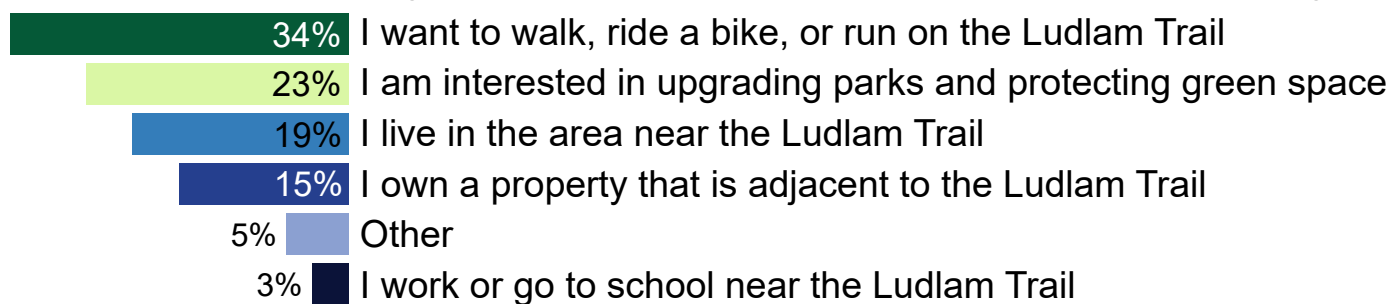 34% I want to walk, ride a bike, or run on the Ludlam Trail
23% I am interested in upgrading parks and protecting green space
19% I live in the area near the Ludlam Trail
15% I own a property that is adjacent to the Ludlam Trail
5% Other
3% I work or go to school near the Ludlam Trail